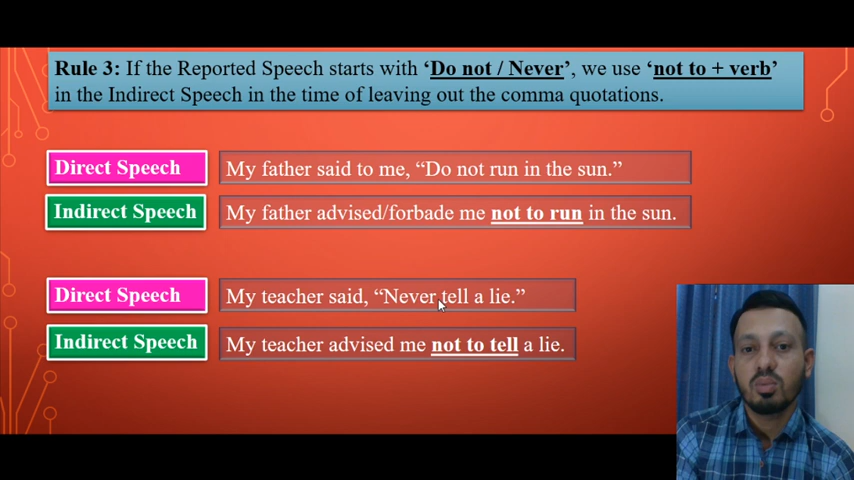 Rule 3: If the Reported Speech starts with ‘Do not / Never’, we use ‘not to + verb’
in the Indirect Speech in the time of leaving out the comma quotations.
Direct Speech
My father said to me, “Do not run in the sun.”
Indirect Speech
My father advised/forbade me not to run in the sun.
Direct Speech
My teacher said, “Never tell a lie.”
Indirect Speech
My teacher advised me not to tell a lie.